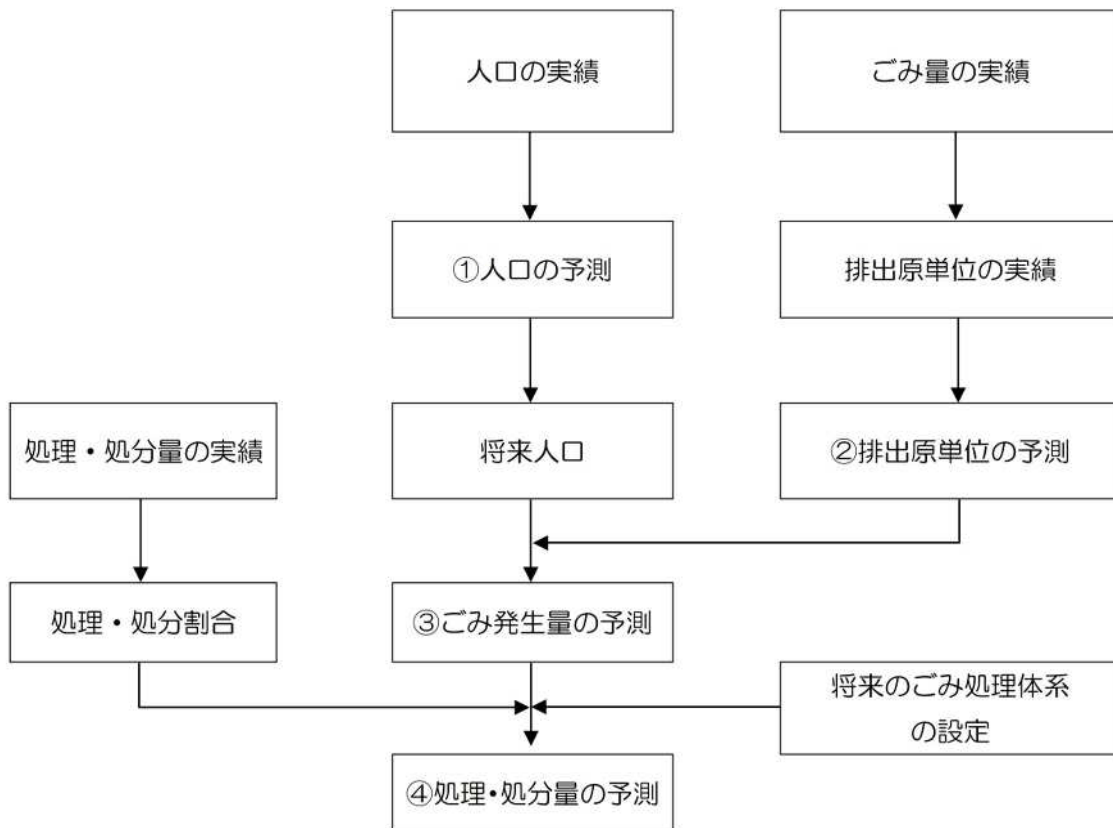 人口の実績
ごみ量の実績
①人口の予測
排出原単位の実績
処理・処分量の実績
将来人口
②排出原単位の予測
処理・処分割合
③ごみ発生量の予測
将来のごみ処理体系
の設定
④処理・処分量の予測